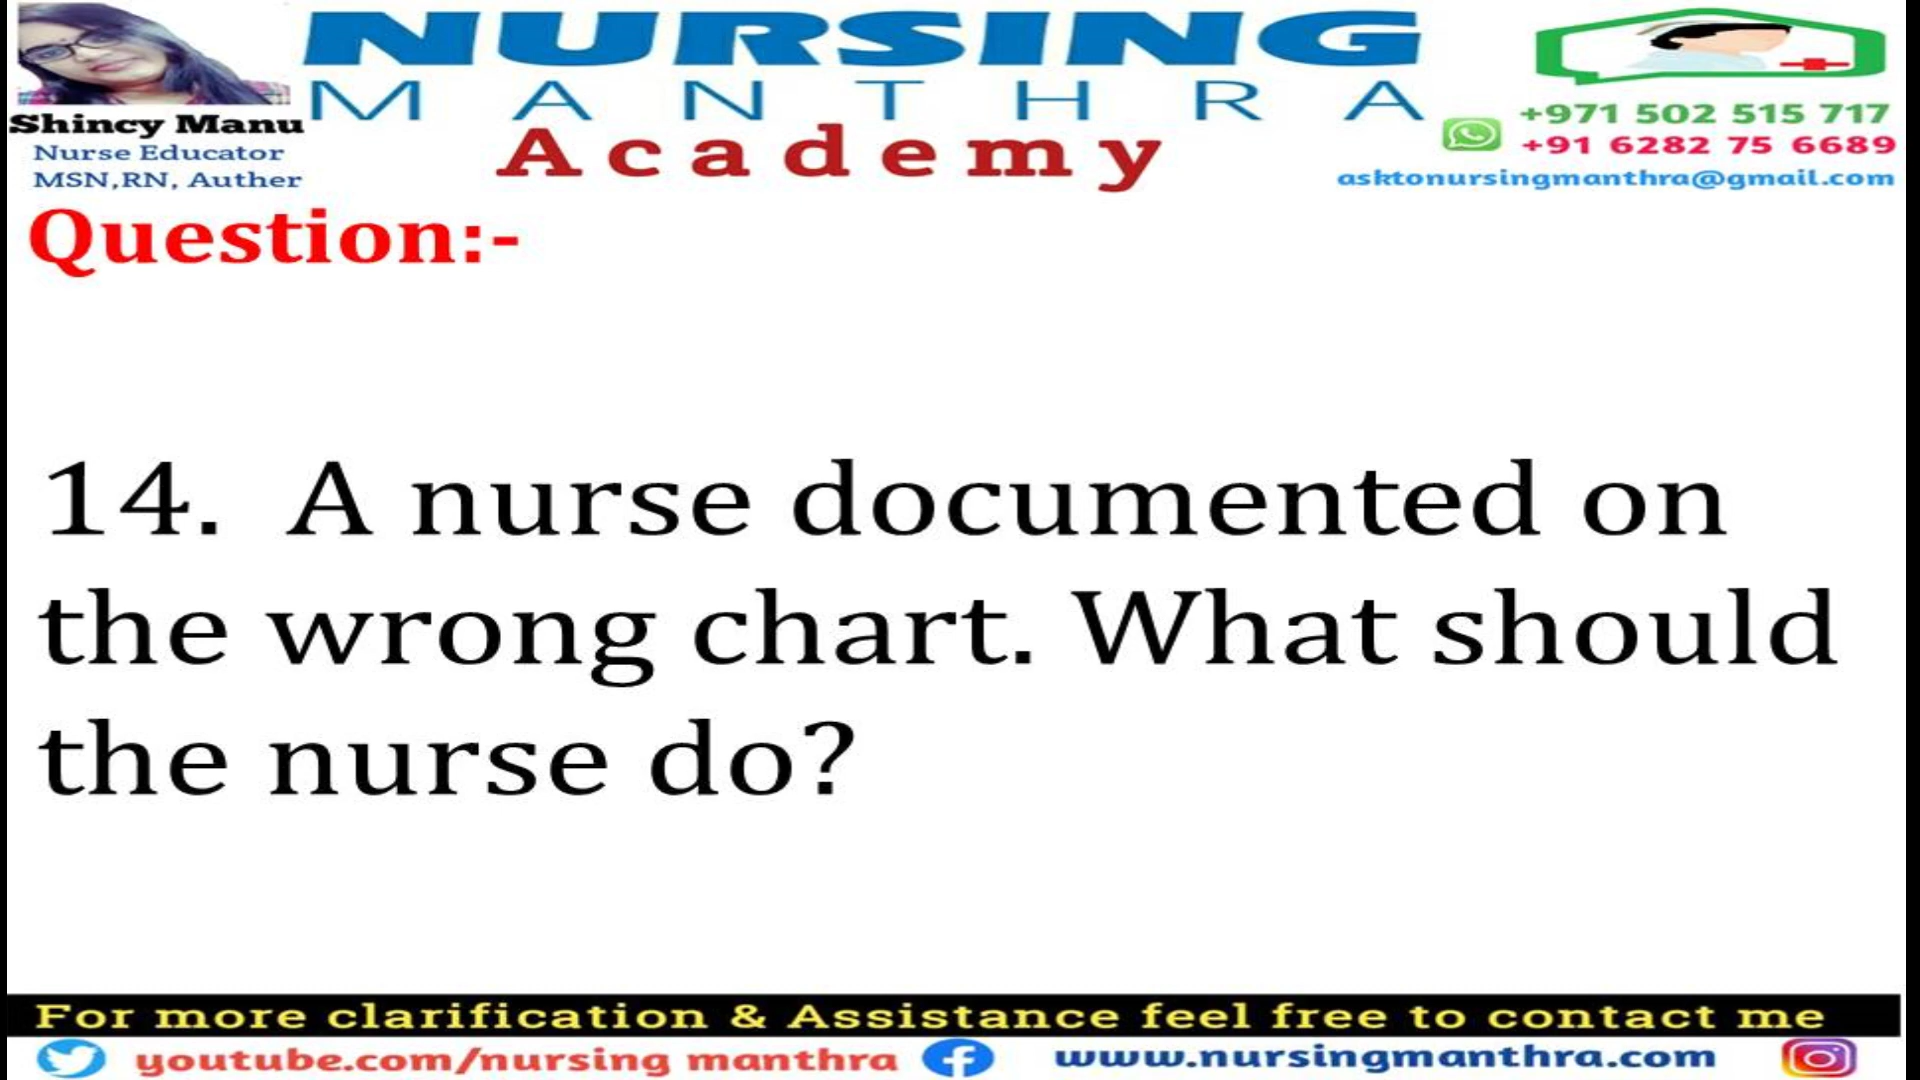 NURSING
MANTHRA
Academy
Shincy Manu
Nurse Educator
MSN,RN, Auther
+971 502 515 717
+91 6282 75 6689
asktonursingmanthra@gmail.com
Question:-
14. A nurse documented on
the wrong chart. What should
the nurse do?
For more clarification & Assistance feel free to contact me
youtube.com/nursing manthra
www.nursingmanthra.com